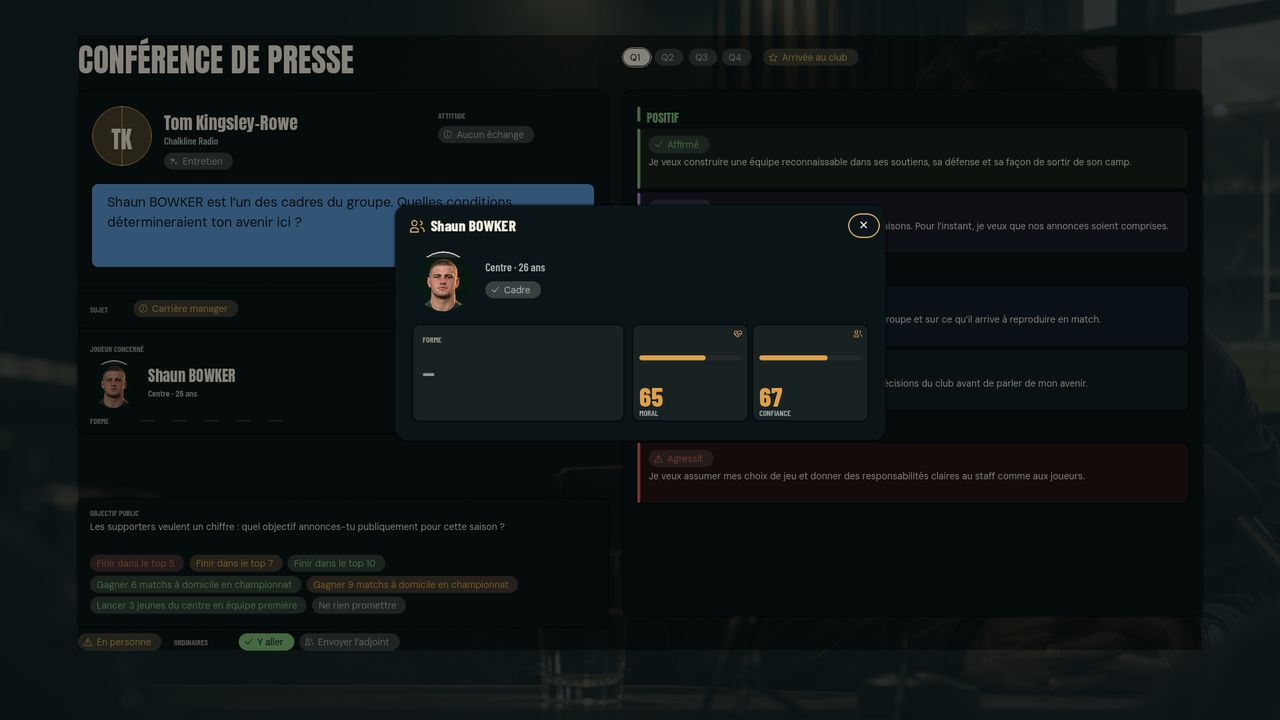 CONFÉRENCE DE PRESSE
Q1 Q2 Q3 Q4 Arrivée au club
TK
Tom Kingsley-Rowe
Chalkline Radio
Entretien
ATTITUDE
Aucun échange
Shaun BOWKER est l'un des cadres du groupe. Quelles conditions
détermineraient ton avenir ici ?
SUJET
Carrière manager
JOUEUR CONCERNÉ
Shaun BOWKER
Centre · 26 ans
FORME
OBJECTIF PUBLIC
Les supporters veulent un chiffre : quel objectif annonces-tu publiquement pour cette saison ?
Finir dans le top 5
Finir dans le top 7
Finir dans le top 10
Gagner 6 matchs à domicile en championnat
Gagner 9 matchs à domicile en championnat
Lancer 3 jeunes du centre en équipe première
Ne rien promettre
En personne
ORDINAIRES
Y aller
Envoyer l'adjoint
Shaun BOWKER
Centre · 26 ans
Cadre
FORME
–
65
MORAL
67
CONFIANCE
POSITIF
Affirmé
Je veux construire une équipe reconnaissable dans ses soutiens, sa défense et sa façon de sortir de son camp.
Pour l'instant, je veux que nos annonces soient comprises.
et sur ce qu'il arrive à reproduire en match.
du club avant de parler de mon avenir.
Agressif
Je veux assumer mes choix de jeu et donner des responsabilités claires au staff comme aux joueurs.